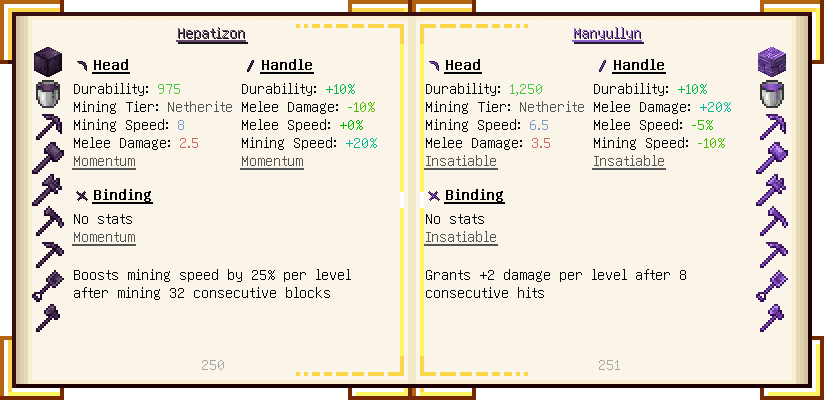 Hepatizon
Head
Durability: 975
Mining Tier: Netherite
Mining Speed: 8
Melee Damage: 2.5
Momentum
Handle
Durability: +10%
Melee Damage: -10%
Melee Speed: +0%
Mining Speed: +20%
Momentum
Binding
No stats
Momentum
Boosts mining speed by 25% per level
after mining 32 consecutive blocks
250
Manyullyn
Head
Durability: 1,250
Mining Tier: Netherite
Mining Speed: 6.5
Melee Damage: 3.5
Insatiable
Handle
Durability: +10%
Melee Damage: +20%
Melee Speed: -5%
Mining Speed: -10%
Insatiable
Binding
No stats
Insatiable
Grants +2 damage per level after 8
consecutive hits
251